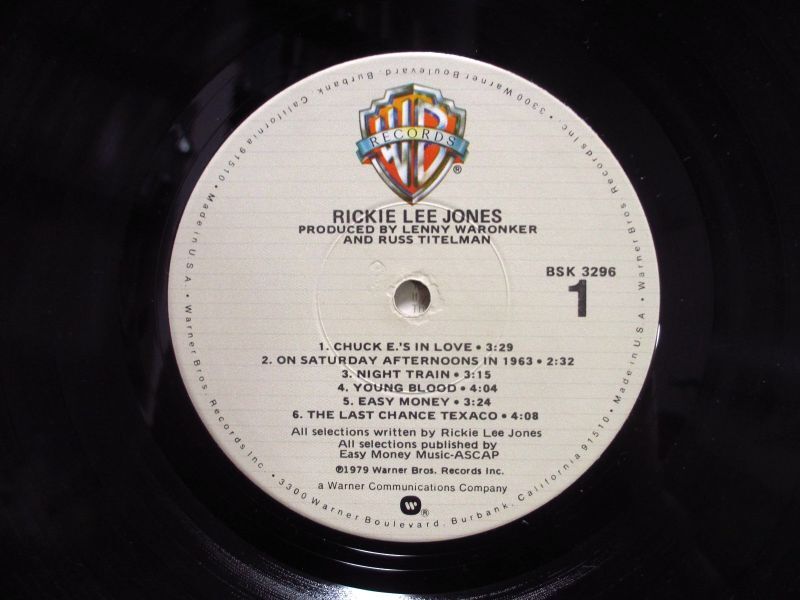 WB
RECORDS
®
RICKIE LEE JONES
PRODUCED BY LENNY WARONKER
AND RUSS TITELMAN
BSK 3296
1
1. CHUCK E.'S IN LOVE • 3:29
2. ON SATURDAY AFTERNOONS IN 1963 • 2:32
3. NIGHT TRAIN • 3:15
4. YOUNG BLOOD • 4:04
5. EASY MONEY • 3:24
6. THE LAST CHANCE TEXACO • 4:08
All selections written by Rickie Lee Jones
All selections published by
Easy Money Music-ASCAP
℗1979 Warner Bros. Records Inc.
a Warner Communications Company
®
Warner Bros. Records Inc. • 3300 Warner Boulevard, Burbank, California 91510 • Made in U.S.A. • Warner Bros. Records Inc. • 3300 Warner Boulevard, Burbank, California 91510 • Made in U.S.A. •